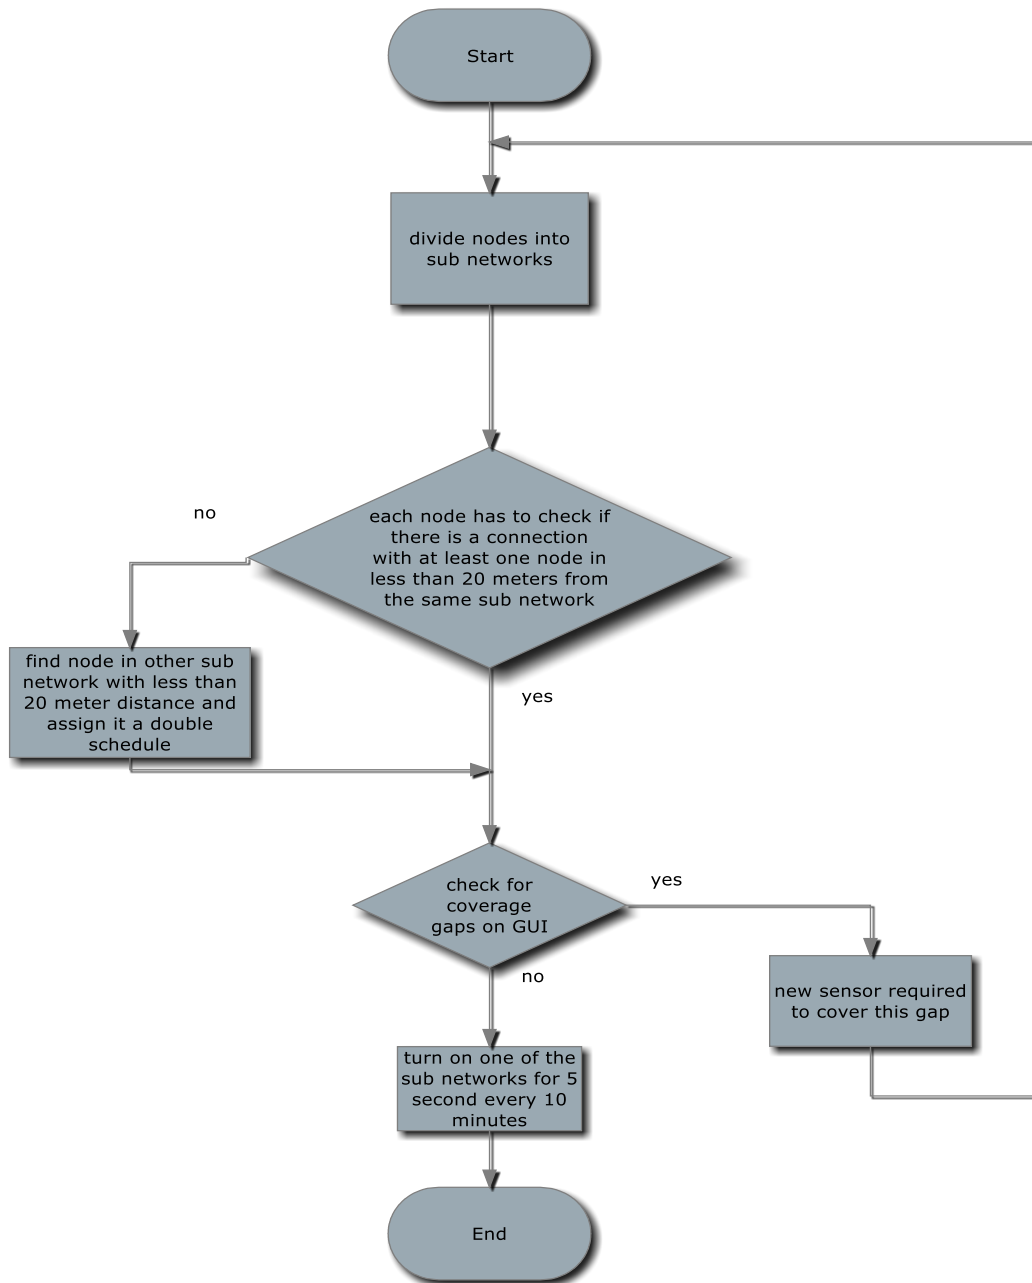 Start
divide nodes into
sub networks
no
each node has to check if
there is a connection
with at least one node in
less than 20 meters from
the same sub network
find node in other sub
network with less than
20 meter distance and
assign it a double
schedule
yes
check for
coverage
gaps on GUI
yes
no
new sensor required
to cover this gap
turn on one of the
sub networks for 5
second every 10
minutes
End